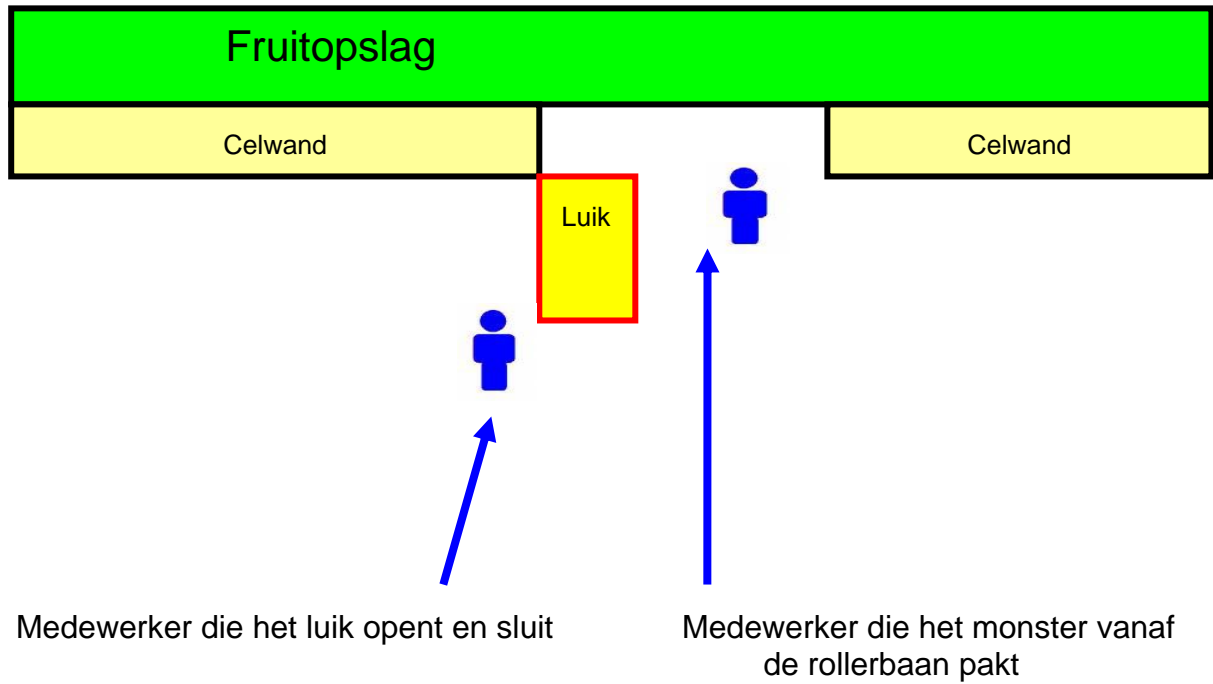 Fruitopslag
Celwand
Celwand
Luik
Medewerker die het luik opent en sluit
Medewerker die het monster vanaf
de rollerbaan pakt